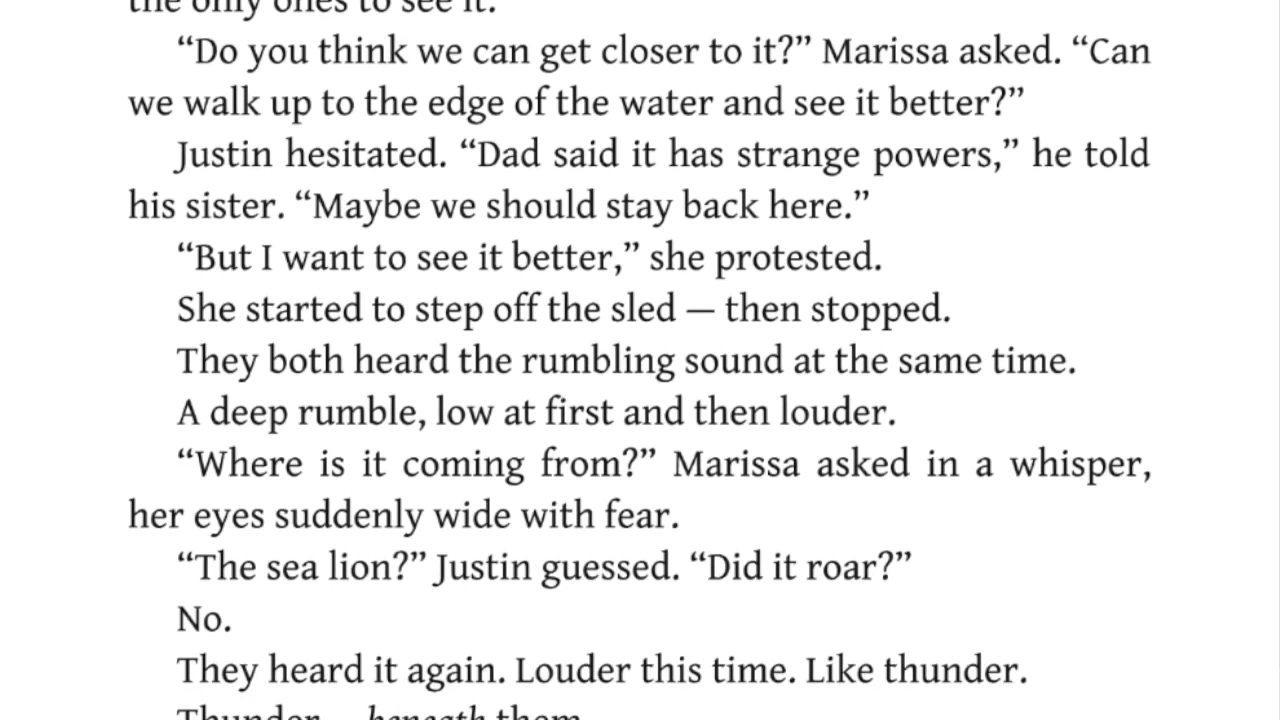 the only ones to see it.
“Do you think we can get closer to it?” Marissa asked. “Can
we walk up to the edge of the water and see it better?”
Justin hesitated. “Dad said it has strange powers,” he told
his sister. “Maybe we should stay back here.”
“But I want to see it better,” she protested.
She started to step off the sled — then stopped.
They both heard the rumbling sound at the same time.
A deep rumble, low at first and then louder.
“Where is it coming from?” Marissa asked in a whisper,
her eyes suddenly wide with fear.
“The sea lion?” Justin guessed. “Did it roar?”
No.
They heard it again. Louder this time. Like thunder.
Thunder — beneath them.